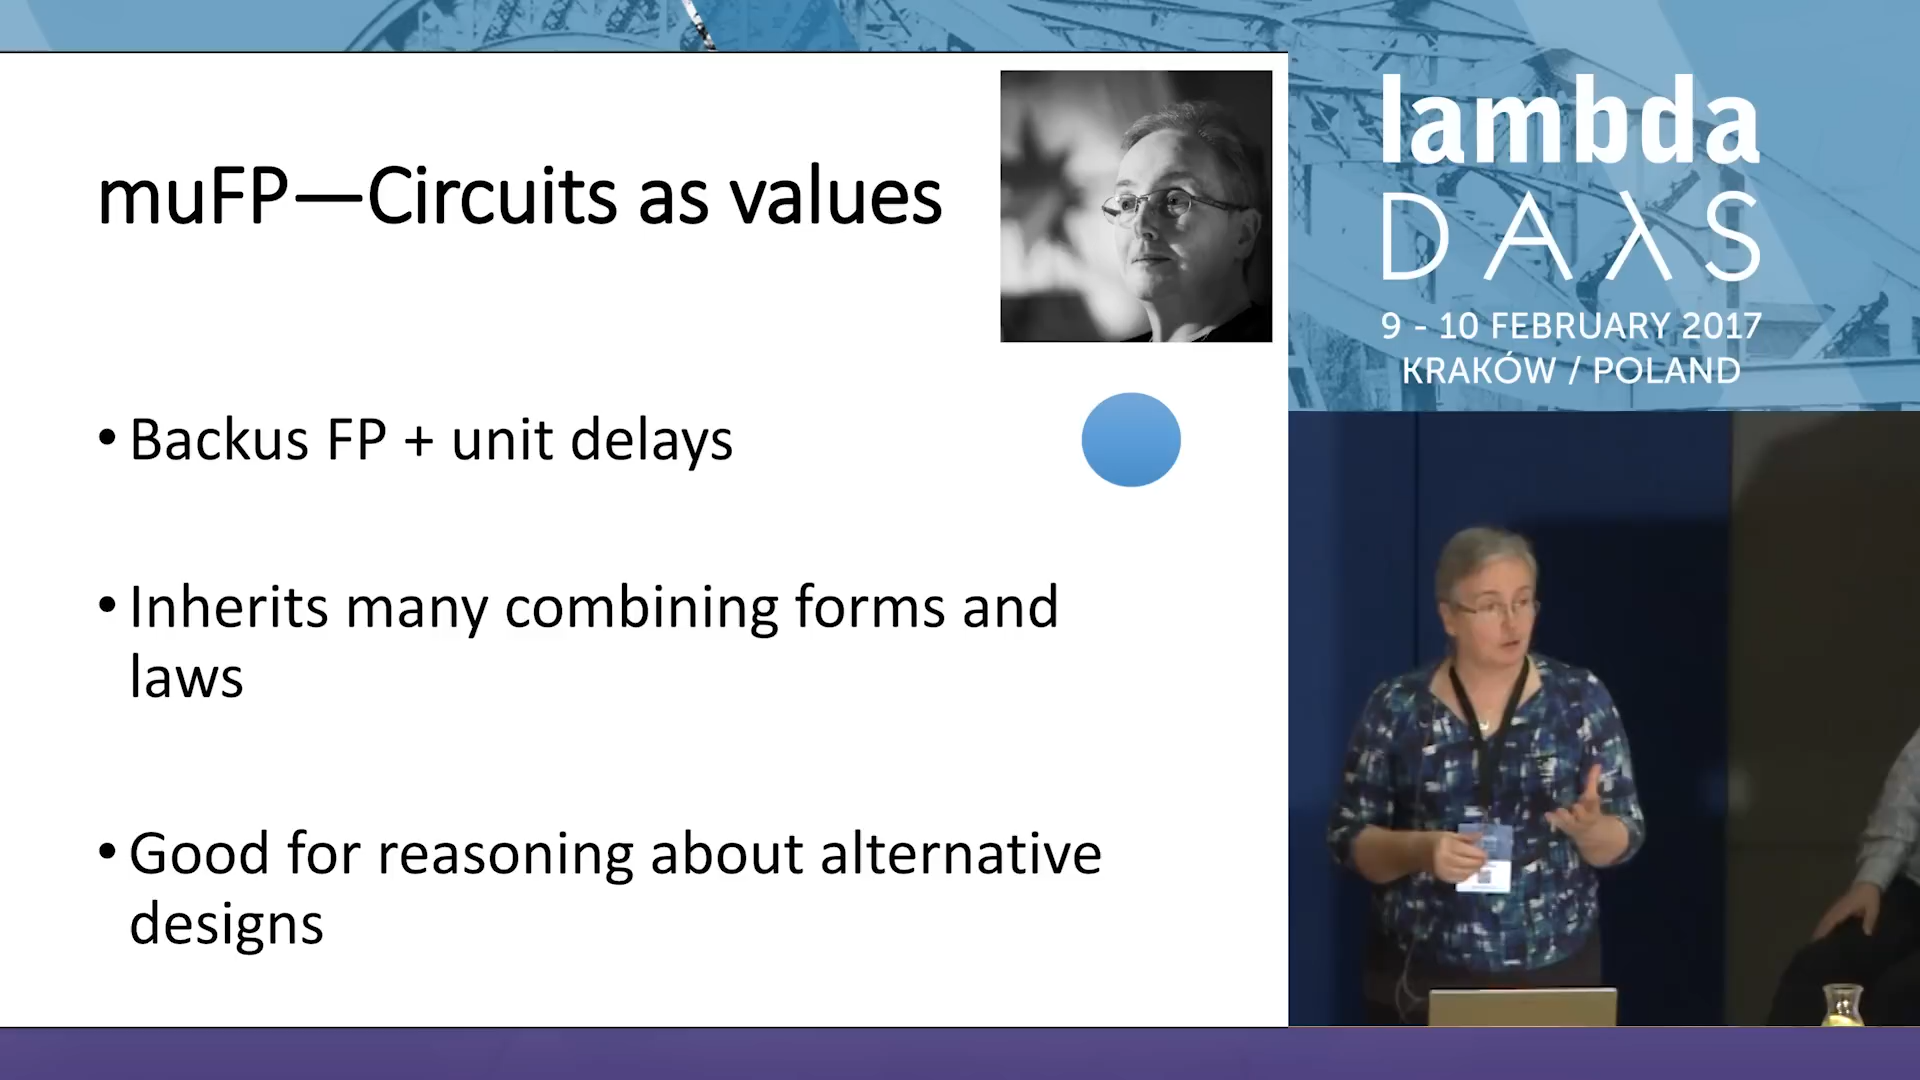 muFP—Circuits as values
• Backus FP + unit delays
• Inherits many combining forms and
laws
• Good for reasoning about alternative
designs
lambda
DAλS
9 - 10 FEBRUARY 2017
KRAKÓW / POLAND